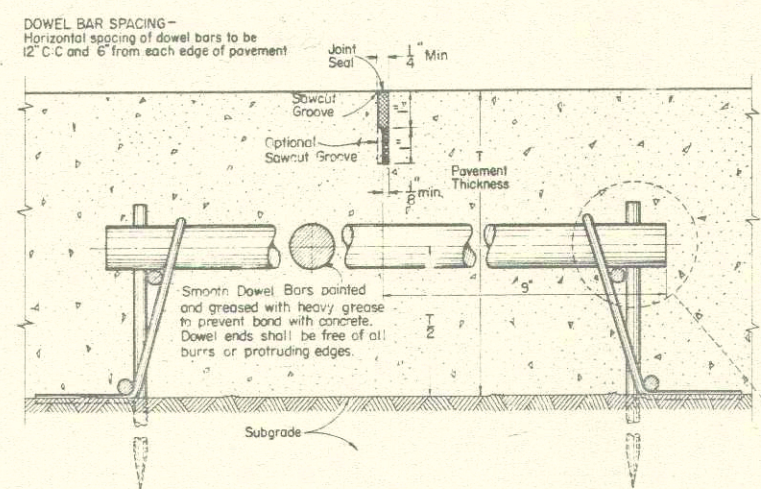 DOWEL BAR SPACING-
Horizontal spacing of dowel bars to be
12" C:C and 6" from each edge of pavement
Joint
Seal
1/4" Min
Sawcut
Groove
1"
Optional
Sawcut Groove
1"
T
Pavement
Thickness
1/8" min.
Smooth Dowel Bars painted
and greased with heavy grease
to prevent bond with concrete.
Dowel ends shall be free of all
burrs or protruding edges.
9"
T/2
Subgrade